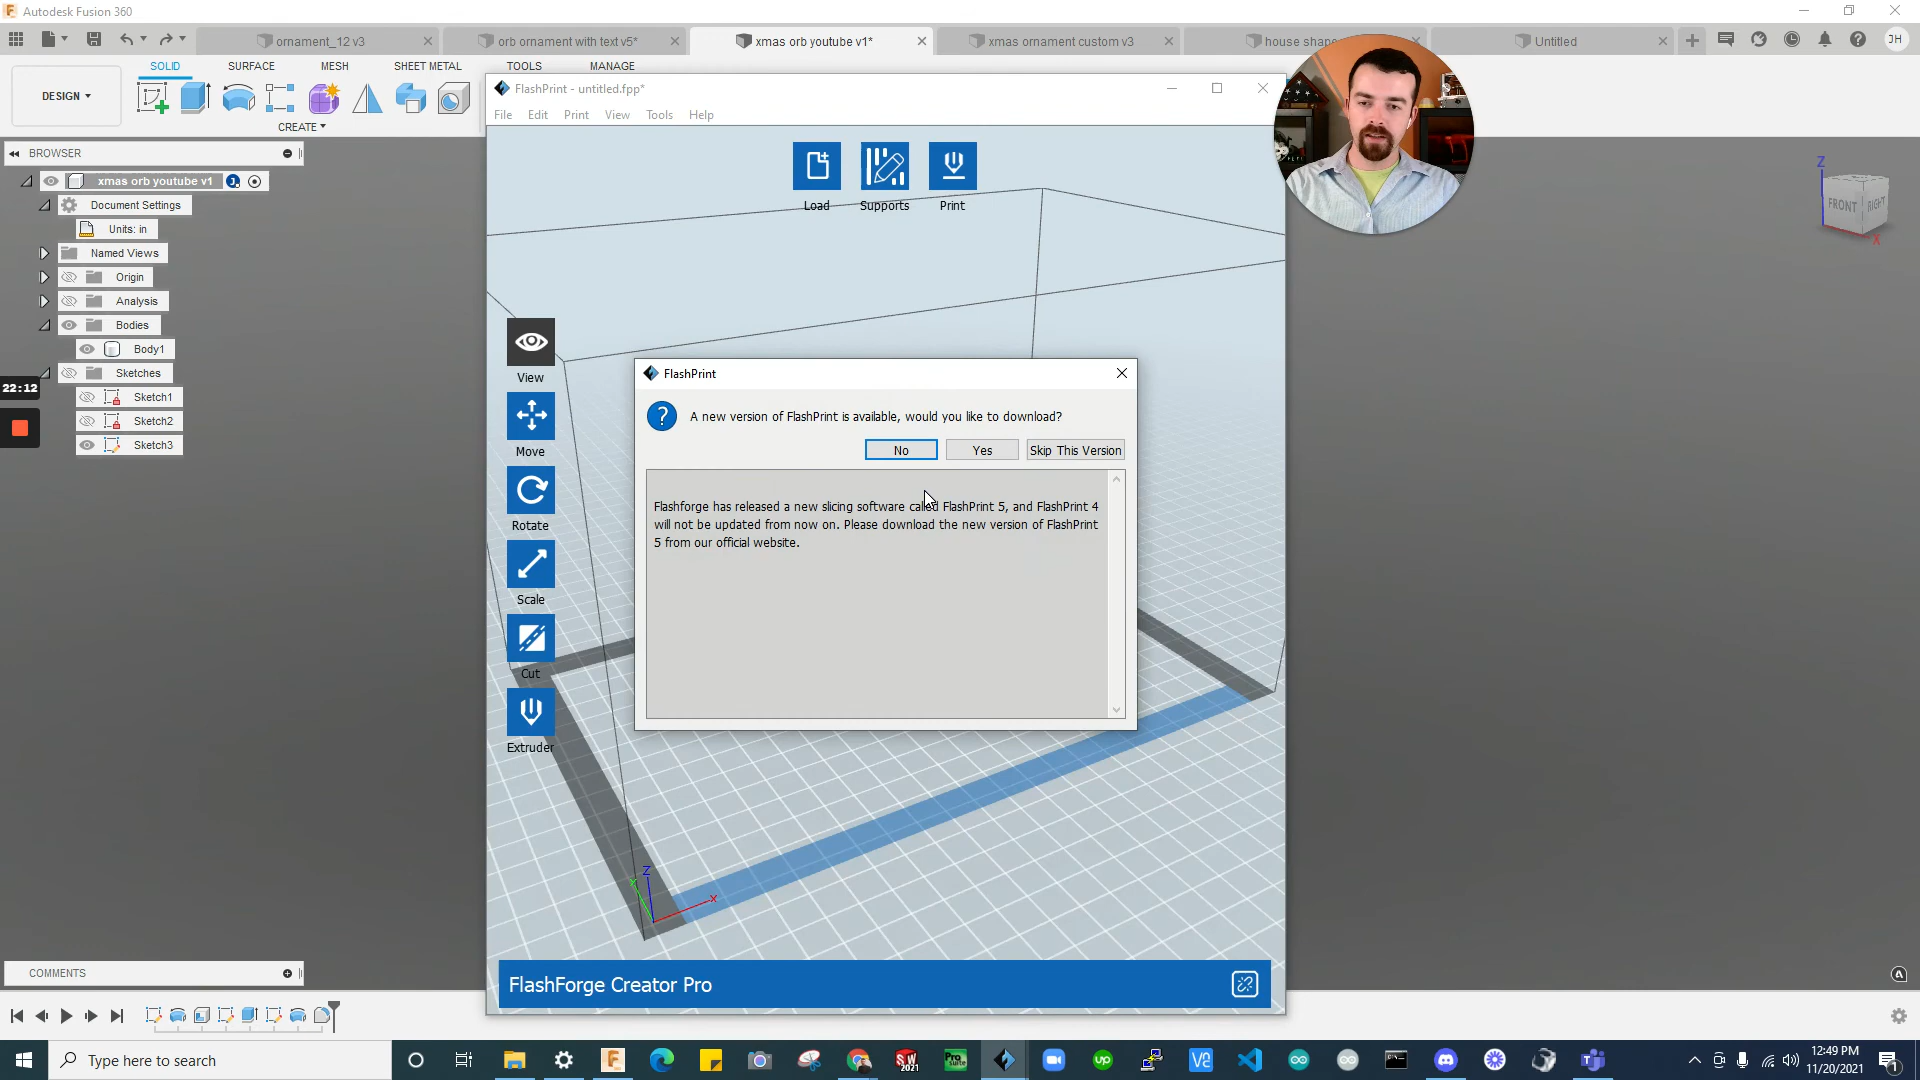 Autodesk Fusion 360
ornament_12 v3
orb ornament with text v5*
xmas orb youtube v1*
xmas ornament custom v3
house shap
Untitled
JH
SOLID
SURFACE
MESH
SHEET METAL
TOOLS
MANAGE
DESIGN
CREATE
BROWSER
xmas orb youtube v1
Document Settings
Units: in
Named Views
Origin
Analysis
Bodies
Body1
Sketches
Sketch1
Sketch2
Sketch3
22:12
FlashPrint - untitled.fpp*
File
Edit
Print
View
Tools
Help
Load
Supports
Print
View
Move
Rotate
Scale
Cut
Extruder
FlashPrint
A new version of FlashPrint is available, would you like to download?
No
Yes
Skip This Version
Flashforge has released a new slicing software called FlashPrint 5, and FlashPrint 4
will not be updated from now on. Please download the new version of FlashPrint
5 from our official website.
Z
X
FlashForge Creator Pro
Z
FRONT
RIGHT
X
COMMENTS
Type here to search
12:49 PM
11/20/2021